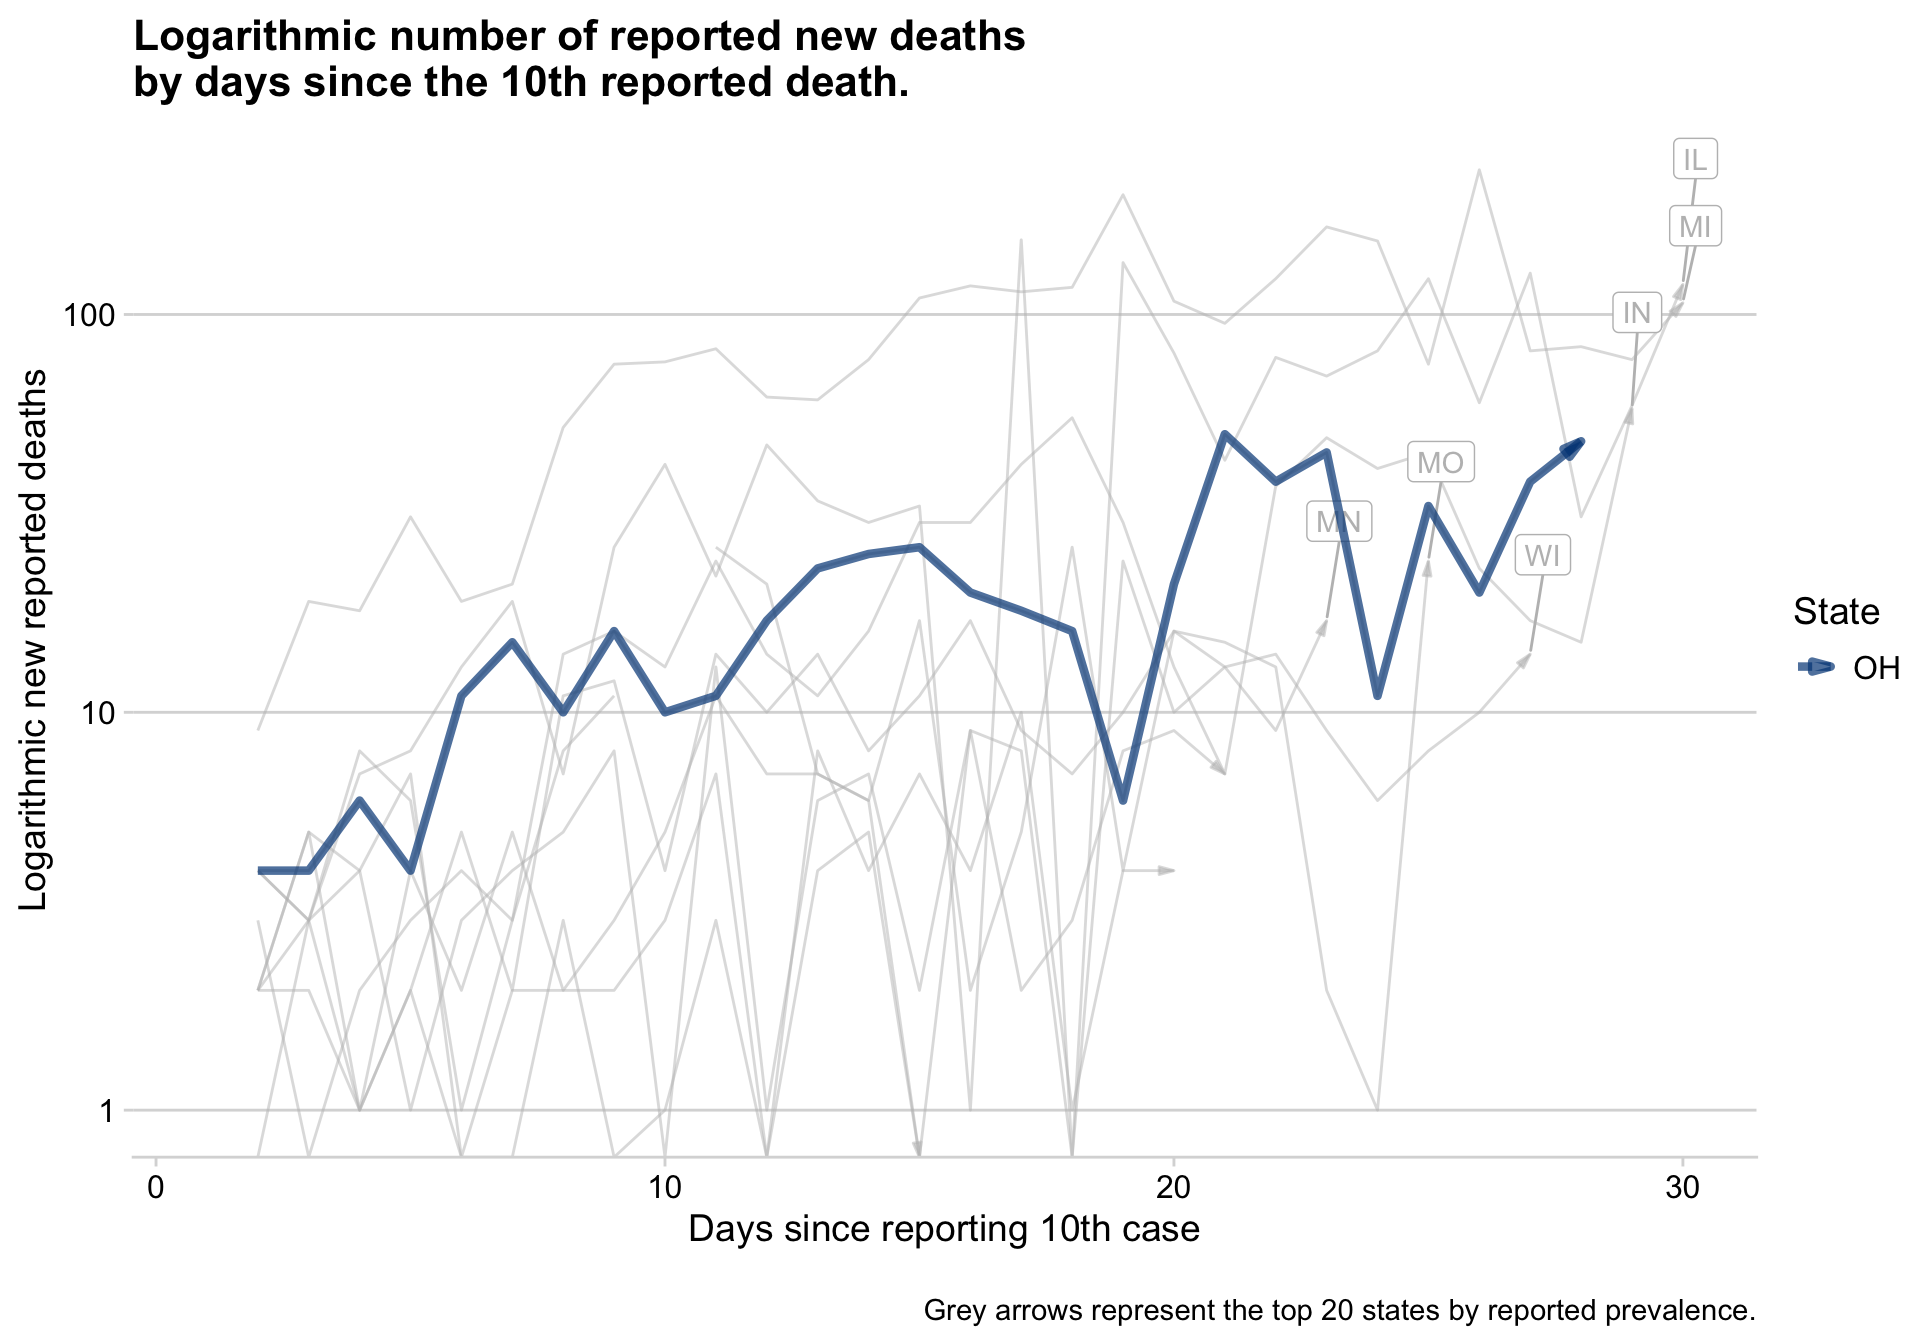 Logarithmic number of reported new deaths
by days since the 10th reported death.
IL
MI
IN
MO
MN
WI
100
10
1
Logarithmic new reported deaths
0
10
20
30
Days since reporting 10th case
State
OH
Grey arrows represent the top 20 states by reported prevalence.